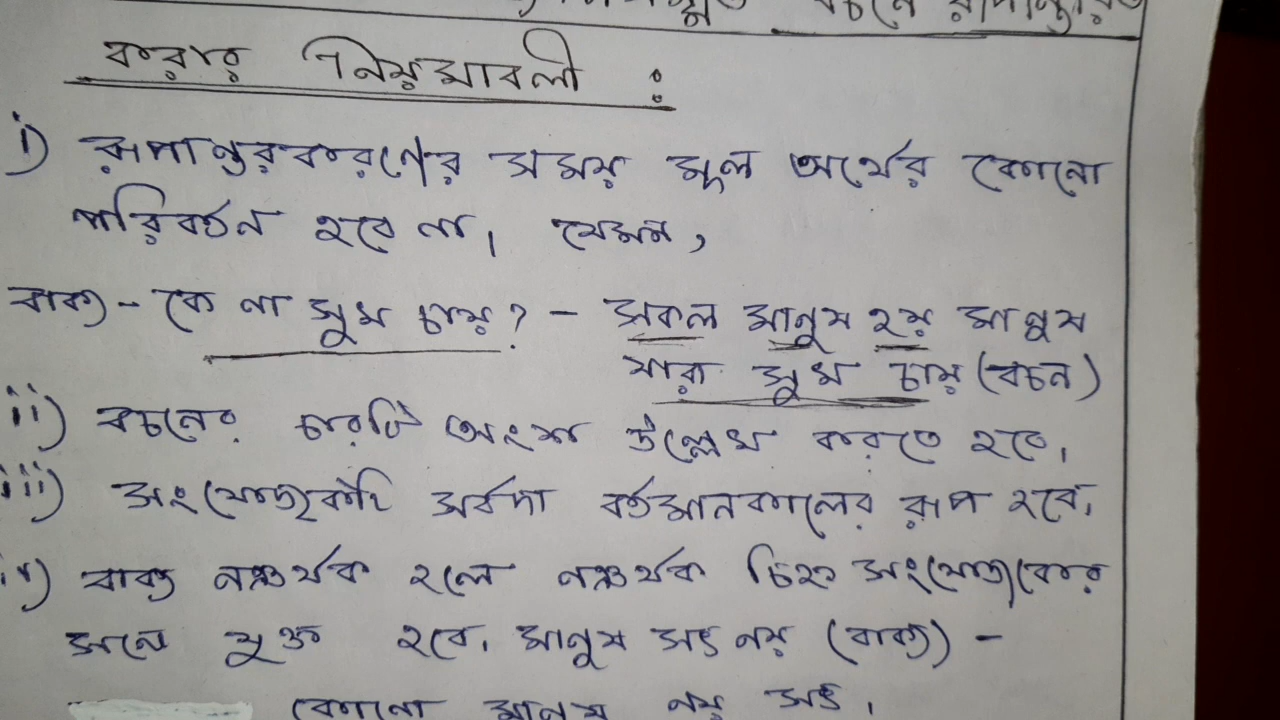 বচনে রূপান্তরিত
করার নিয়মাবলী :
i) রূপান্তরকরণের সময় মূল অর্থের কোনো
পরিবর্তন হবে না। যেমন,
বাক্য - কে না সুখ চায়? - সকল মানুষ হয় মানুষ
যারা সুখ চায় (বচন)
ii) বচনের চারটি অংশ উল্লেখ করতে হবে।
iii) সংযোজকটি সর্বদা বর্তমানকালের রূপ হবে।
iv) বাক্য নঞর্থক হলে নঞর্থক চিহ্ন সংযোজকের
সঙ্গে যুক্ত হবে। মানুষ সৎ নয় (বাক্য) -
কোনো মানুষ নয় সৎ।